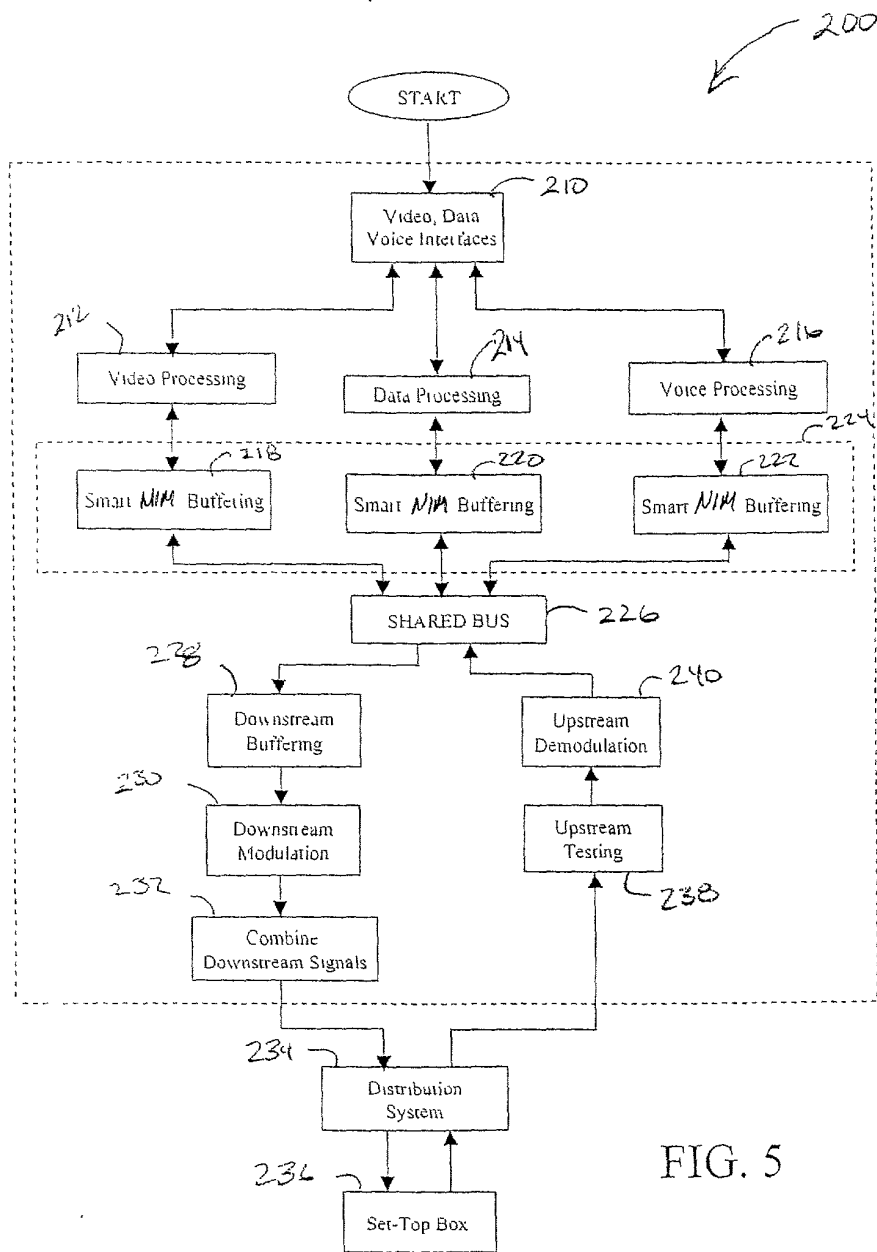 200
START
210
Video, Data
Voice Interfaces
212
214
216
Video Processing
Data Processing
Voice Processing
224
218
220
222
Smart NIM Buffering
Smart NIM Buffering
Smart NIM Buffering
SHARED BUS
226
228
240
Downstream
Buffering
Upstream
Demodulation
230
Downstream
Modulation
Upstream
Testing
232
238
Combine
Downstream Signals
234
Distribution
System
236
FIG. 5
Set-Top Box